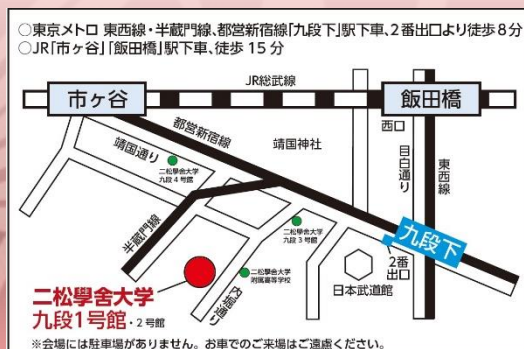 ○東京メトロ 東西線・半蔵門線、都営新宿線「九段下」駅下車、2番出口より徒歩8分
○JR「市ヶ谷」「飯田橋」駅下車、徒歩 15 分
JR総武線
市ヶ谷
飯田橋
都営新宿線
靖国神社
西口
靖国通り
目白通り
東西線
二松學舍大学
九段4号館
半蔵門線
二松學舍大学
九段3号館
九段下
2番
出口
二松學舍大学
附属高等学校
内堀通り
日本武道館
二松學舍大学
九段1号館・2号館
※会場には駐車場がありません。お車でのご来場はご遠慮ください。